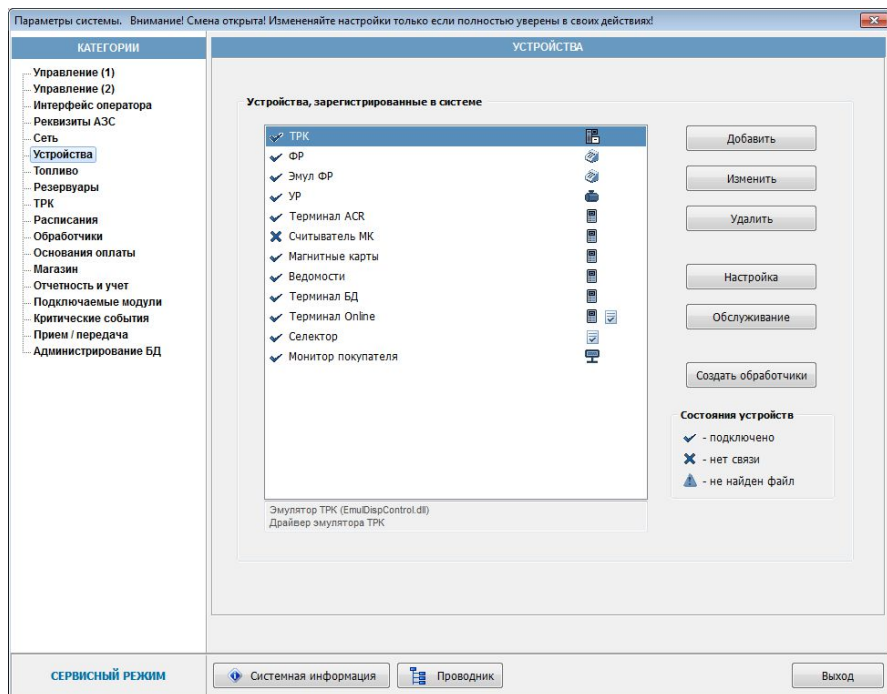 Параметры системы.   Внимание! Смена открыта! Измененяйте настройки только если полностью уверены в своих действиях!
КАТЕГОРИИ
Управление (1)
Управление (2)
Интерфейс оператора
Реквизиты АЗС
Сеть
Устройства
Топливо
Резервуары
ТРК
Расписания
Обработчики
Основания оплаты
Магазин
Отчетность и учет
Подключаемые модули
Критические события
Прием / передача
Администрирование БД
УСТРОЙСТВА
Устройства, зарегистрированные в системе
ТРК
ФР
Эмул ФР
УР
Терминал ACR
Считыватель МК
Магнитные карты
Ведомости
Терминал БД
Терминал Online
Селектор
Монитор покупателя
Эмулятор ТРК (EmulDispControl.dll)
Драйвер эмулятора ТРК
Добавить
Изменить
Удалить
Настройка
Обслуживание
Создать обработчики
Состояния устройств
- подключено
- нет связи
- не найден файл
СЕРВИСНЫЙ РЕЖИМ
Системная информация
Проводник
Выход